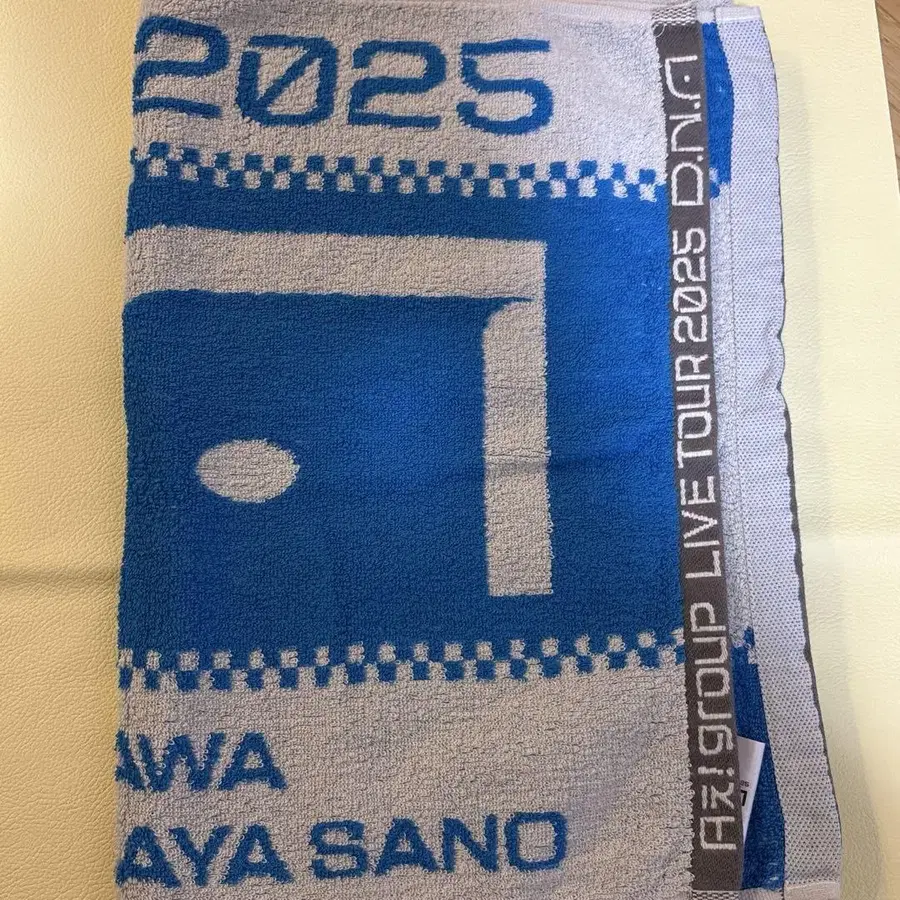 2025
AWA
AYA SANO
Aぇ! group LIVE TOUR 2025 D.N.A